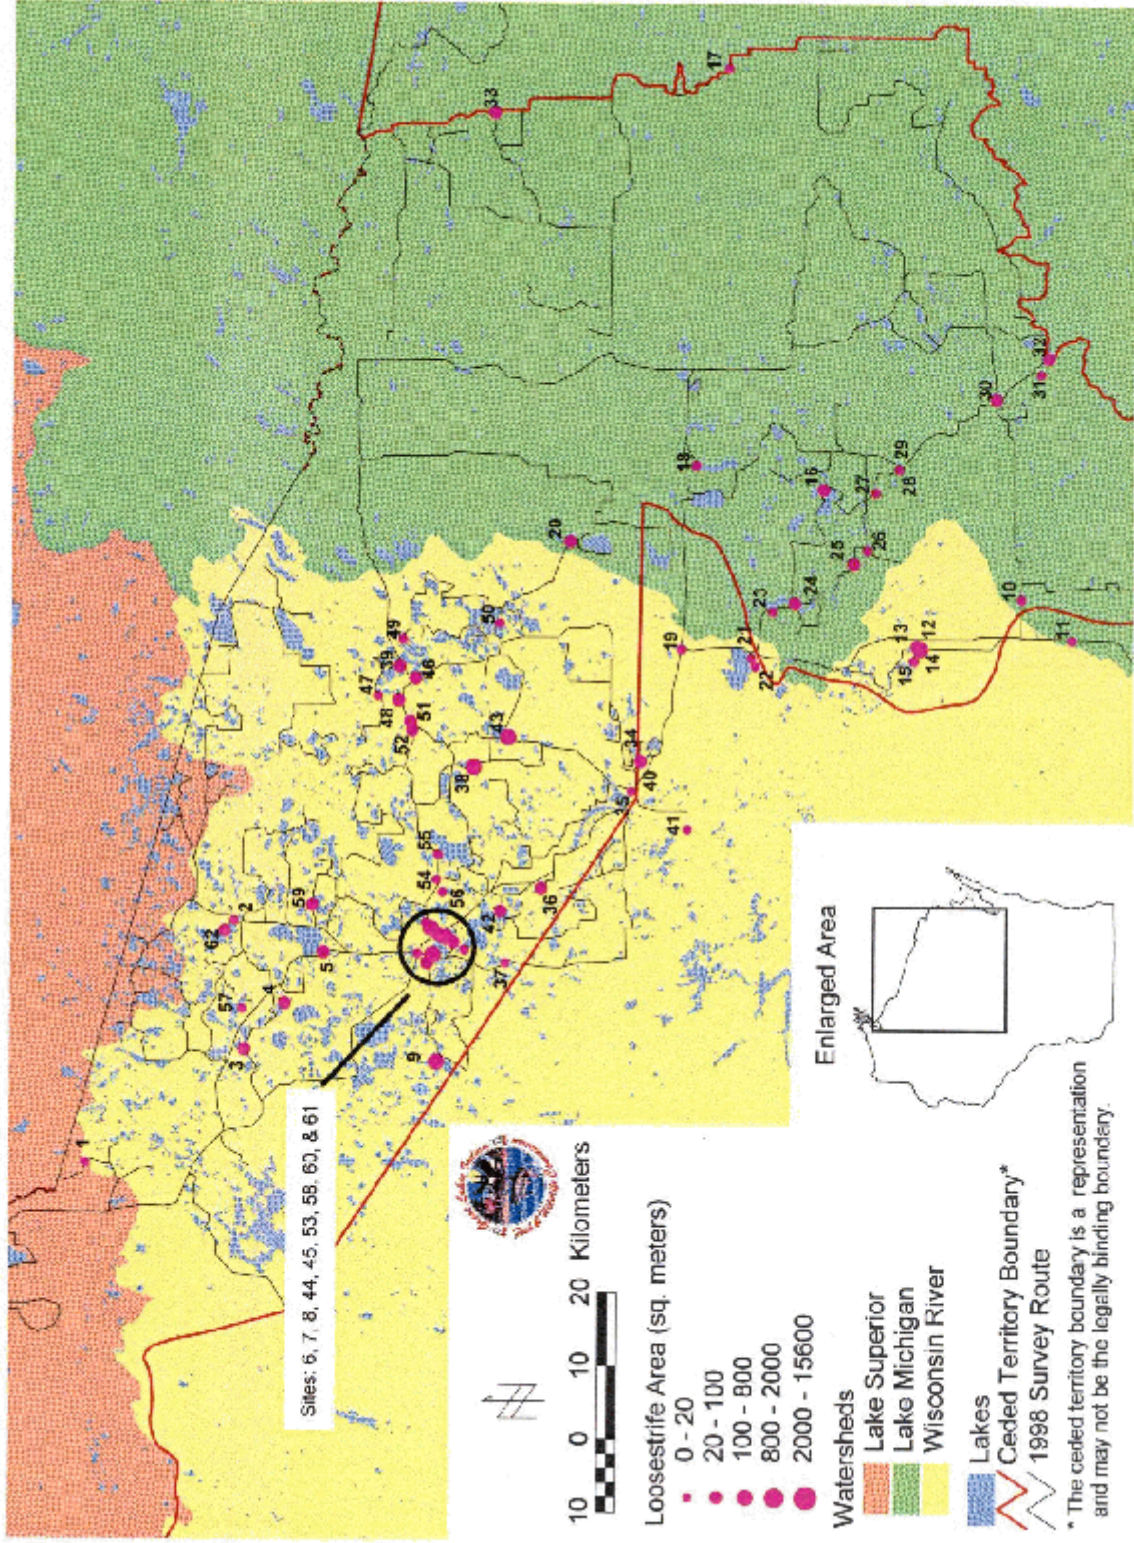 1
2
62
57
3
4
59
5
Sites: 6, 7, 8, 44, 45, 53, 58, 60, & 61
9
37
42
36
56
54
55
38
43
52
51
48
47
46
39
49
50
20
33
17
18
19
34
40
35
41
21
22
23
24
25
26
16
27
28
29
30
31
32
13
12
15
14
10
11
10 0 10 20 Kilometers
Loosestrife Area (sq. meters)
0 - 20
20 - 100
100 - 800
800 - 2000
2000 - 15600
Watersheds
Lake Superior
Lake Michigan
Wisconsin River
Lakes
Ceded Territory Boundary*
1998 Survey Route
* The ceded territory boundary is a representation
and may not be the legally binding boundary.
Enlarged Area